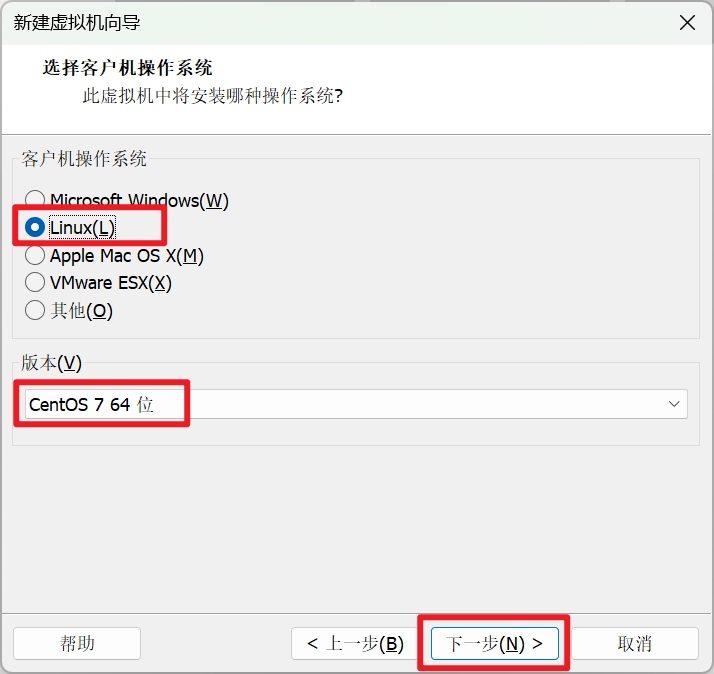 新建虚拟机向导
选择客户机操作系统
此虚拟机中将安装哪种操作系统?
客户机操作系统
Microsoft Windows(W)
Linux(L)
Apple Mac OS X(M)
VMware ESX(X)
其他(O)
版本(V)
CentOS 7 64 位
帮助
< 上一步(B)
下一步(N) >
取消